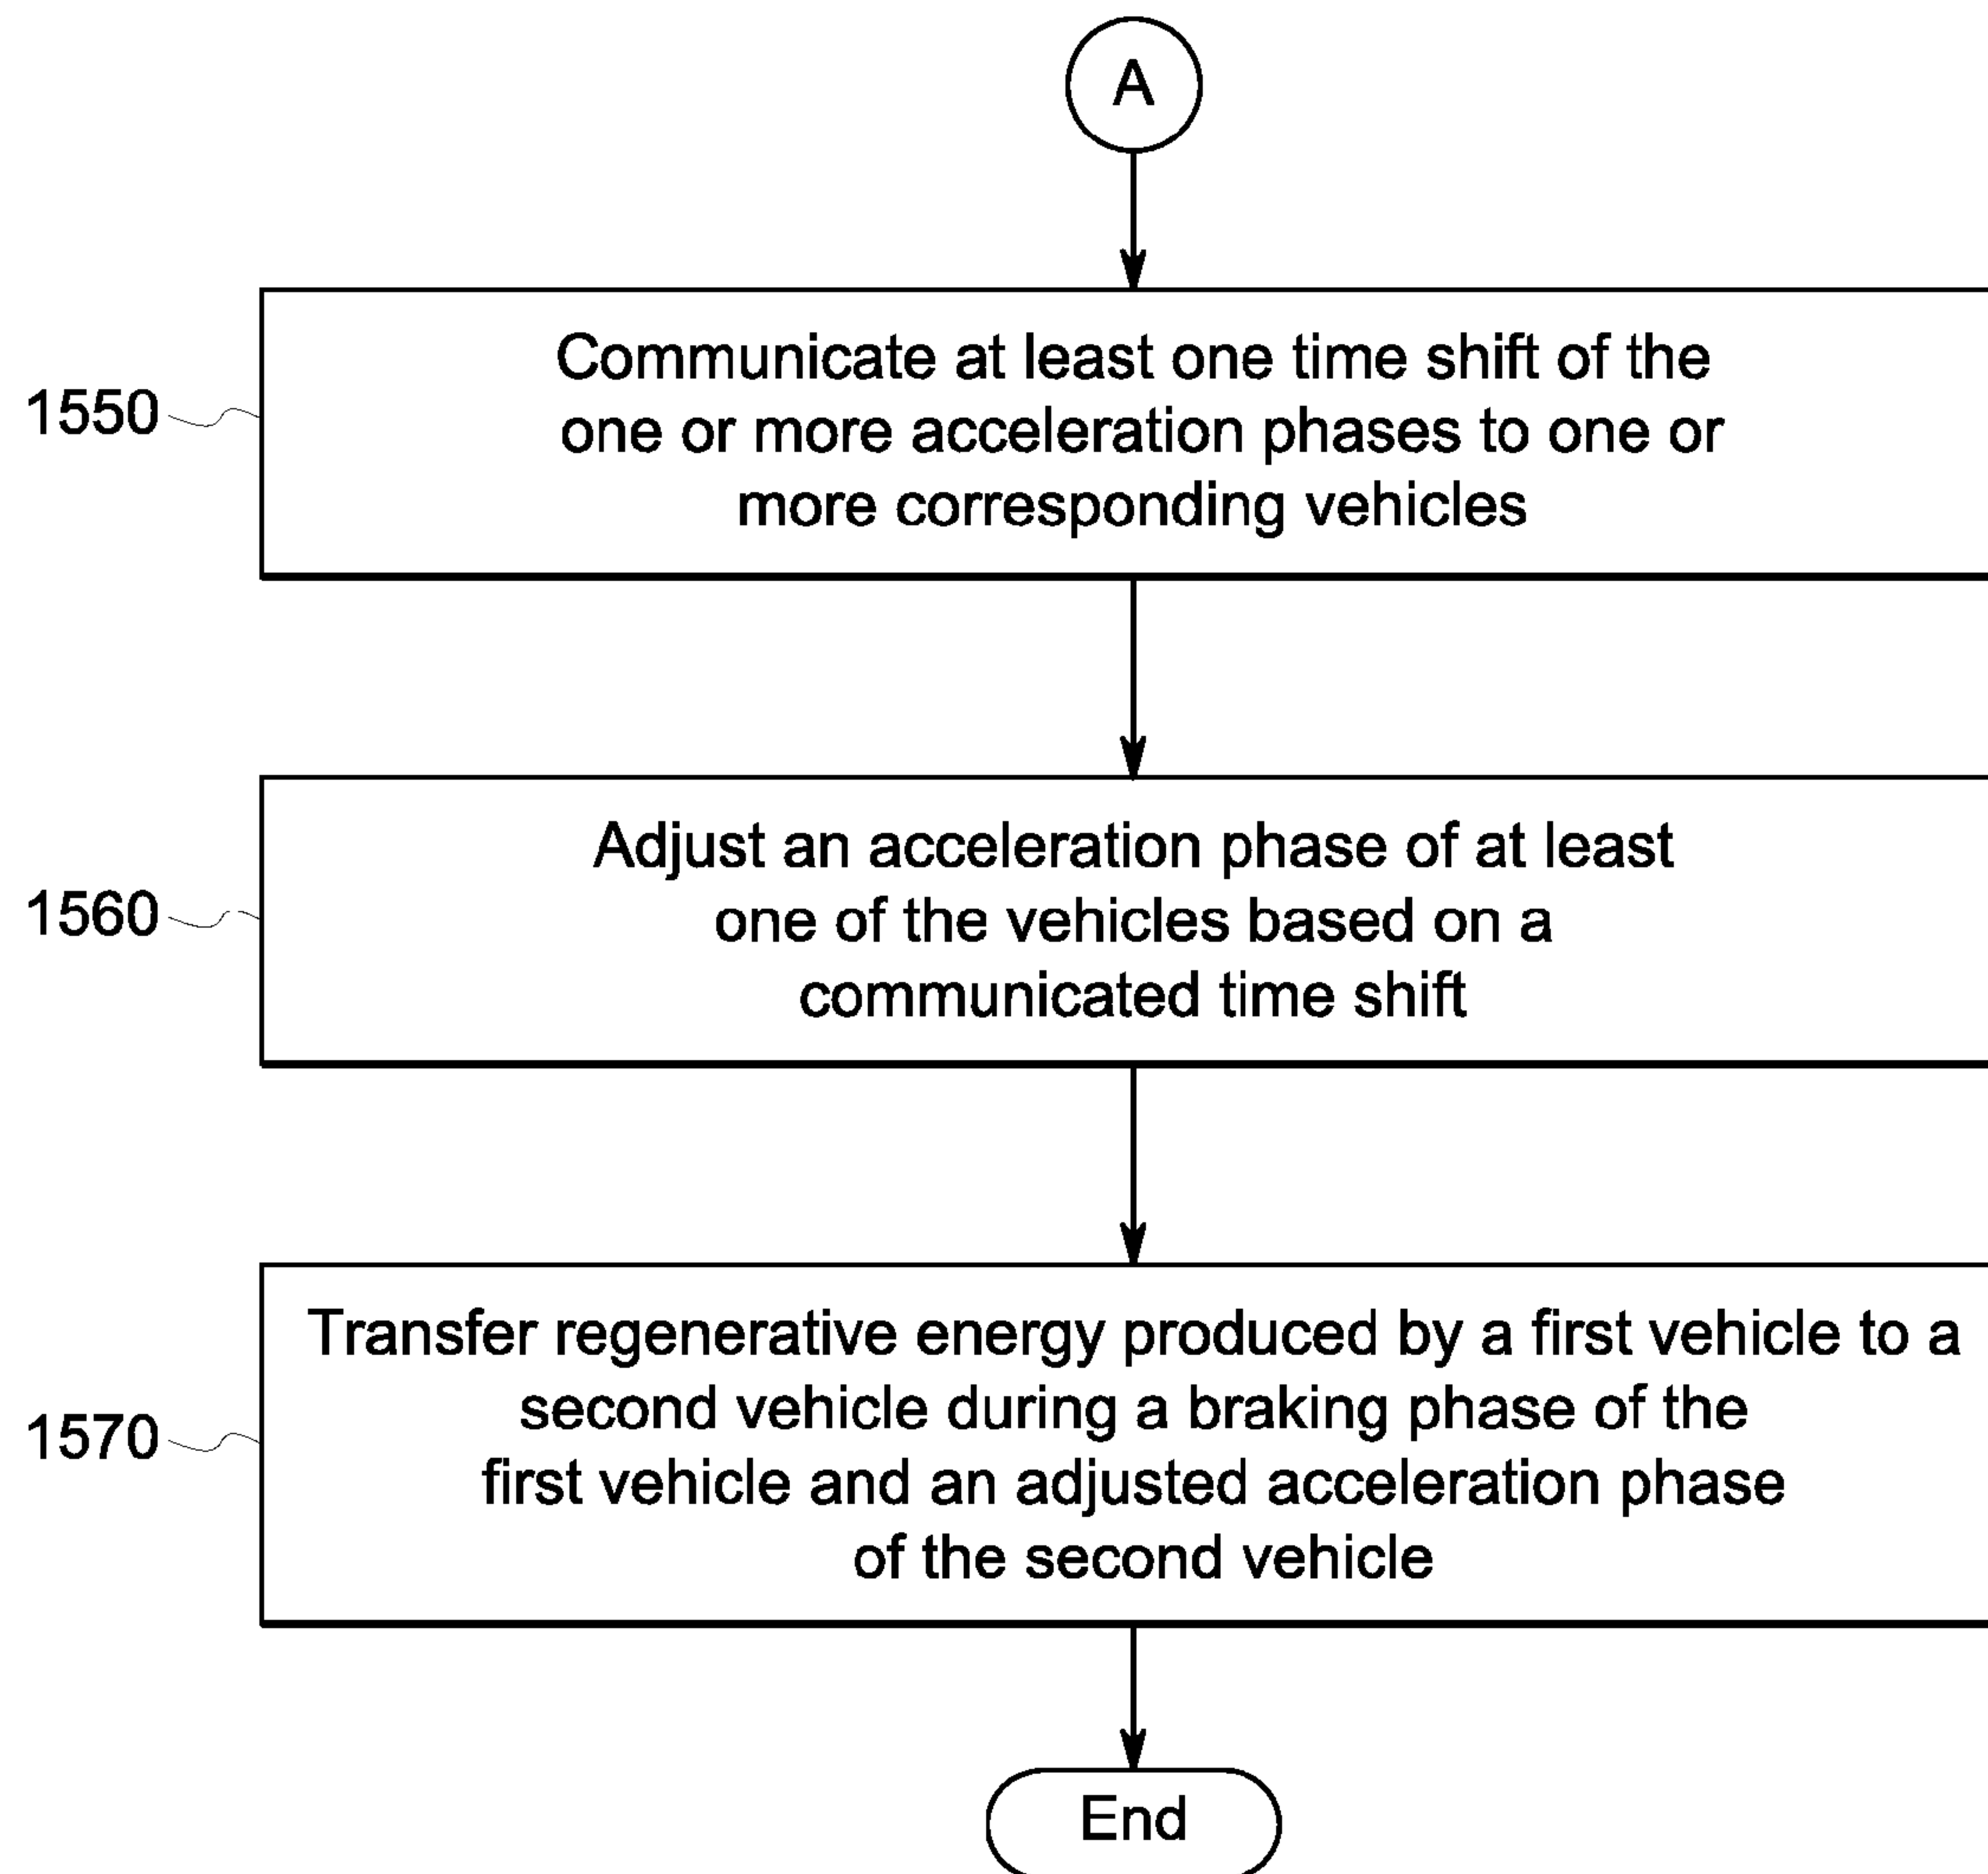 A
1550
Communicate at least one time shift of the
one or more acceleration phases to one or
more corresponding vehicles
1560
Adjust an acceleration phase of at least
one of the vehicles based on a
communicated time shift
1570
Transfer regenerative energy produced by a first vehicle to a
second vehicle during a braking phase of the
first vehicle and an adjusted acceleration phase
of the second vehicle
End